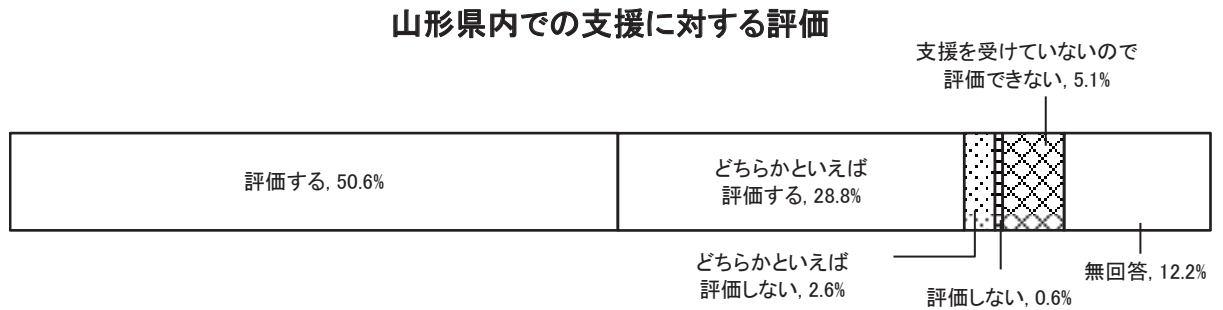 山形県内での支援に対する評価
支援を受けていないので
評価できない, 5.1%
評価する, 50.6%
どちらかといえば
評価する, 28.8%
どちらかといえば
評価しない, 2.6%
評価しない, 0.6%
無回答, 12.2%